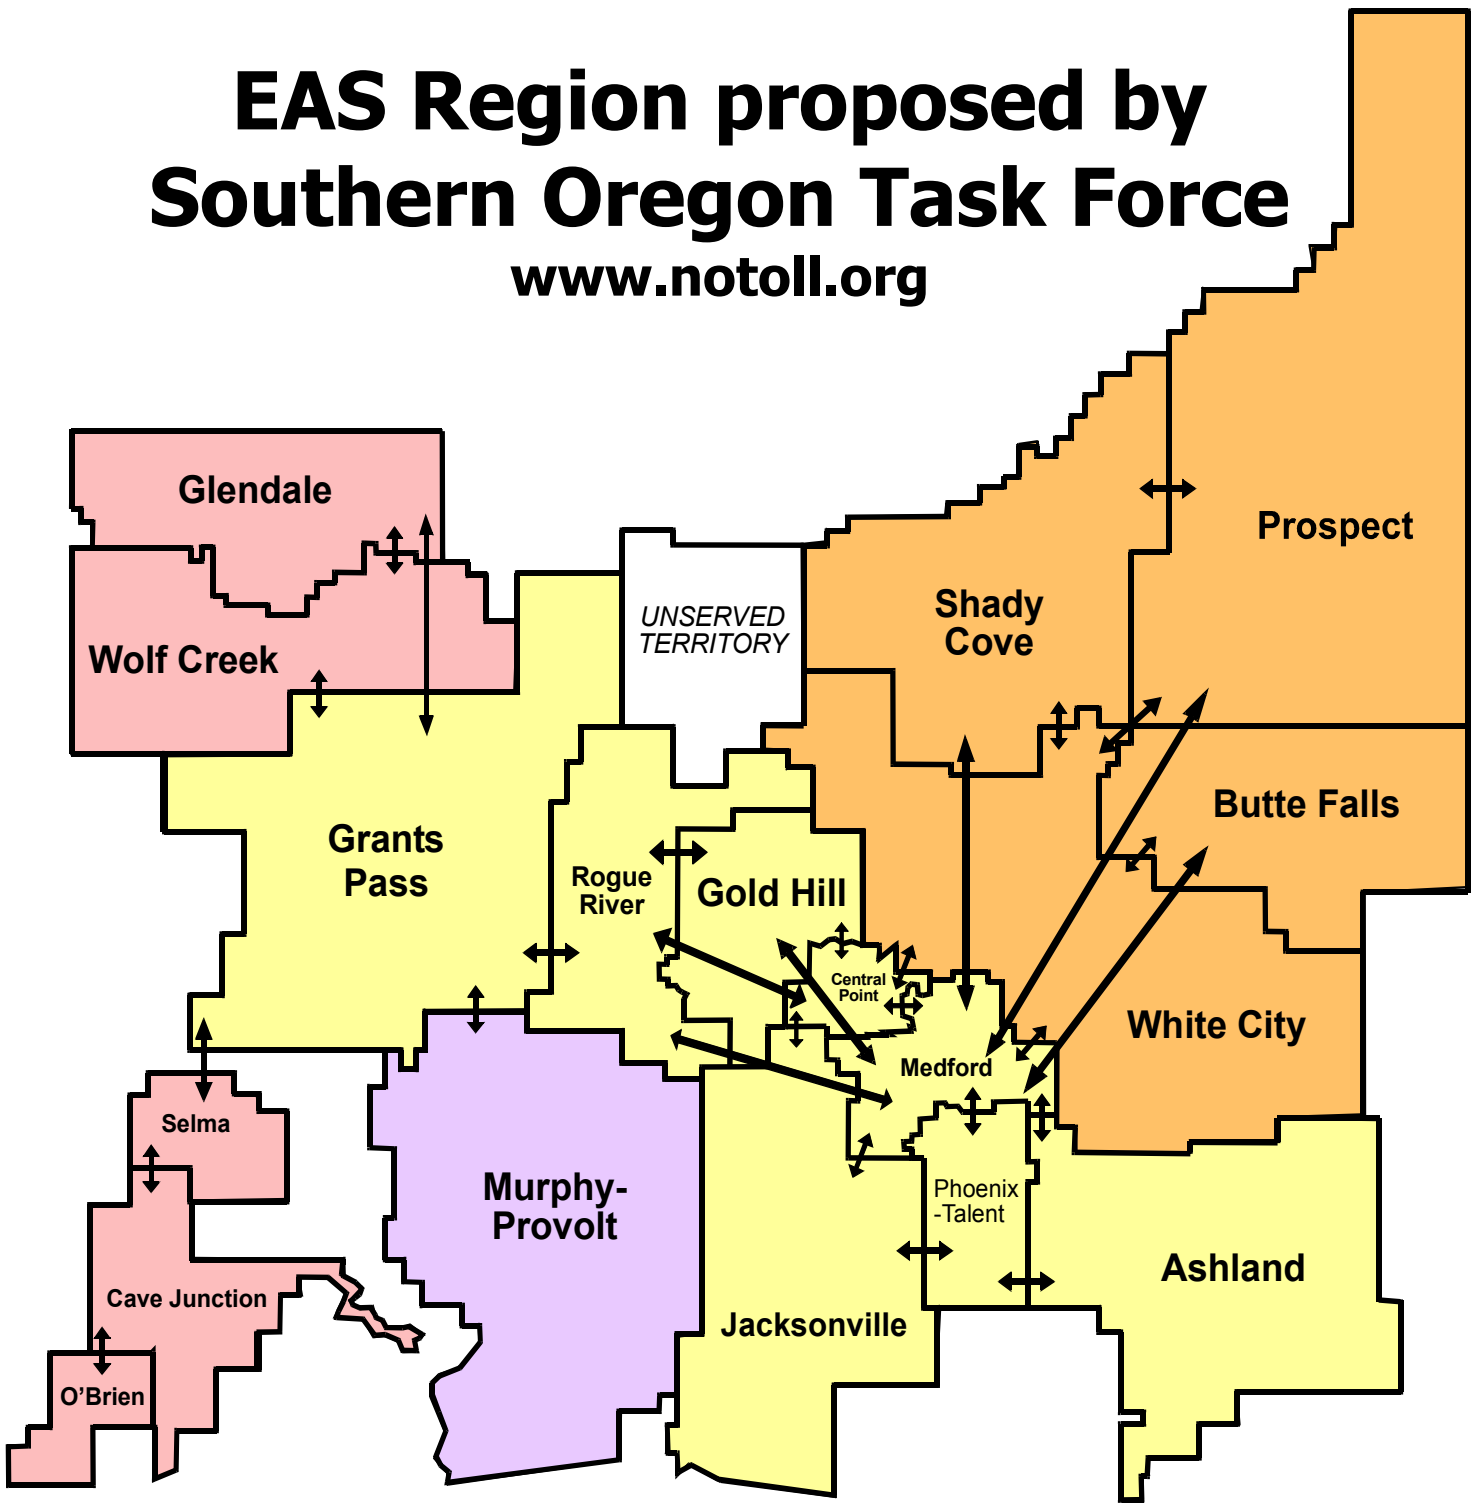 EAS Region proposed by
Southern Oregon Task Force
www.notoll.org
Glendale
Prospect
Wolf Creek
UNSERVED
TERRITORY
Shady
Cove
Butte Falls
Grants
Pass
Rogue
River
Gold Hill
Central
Point
White City
Medford
Selma
Murphy-
Provolt
Phoenix
-Talent
Ashland
Cave Junction
Jacksonville
O'Brien